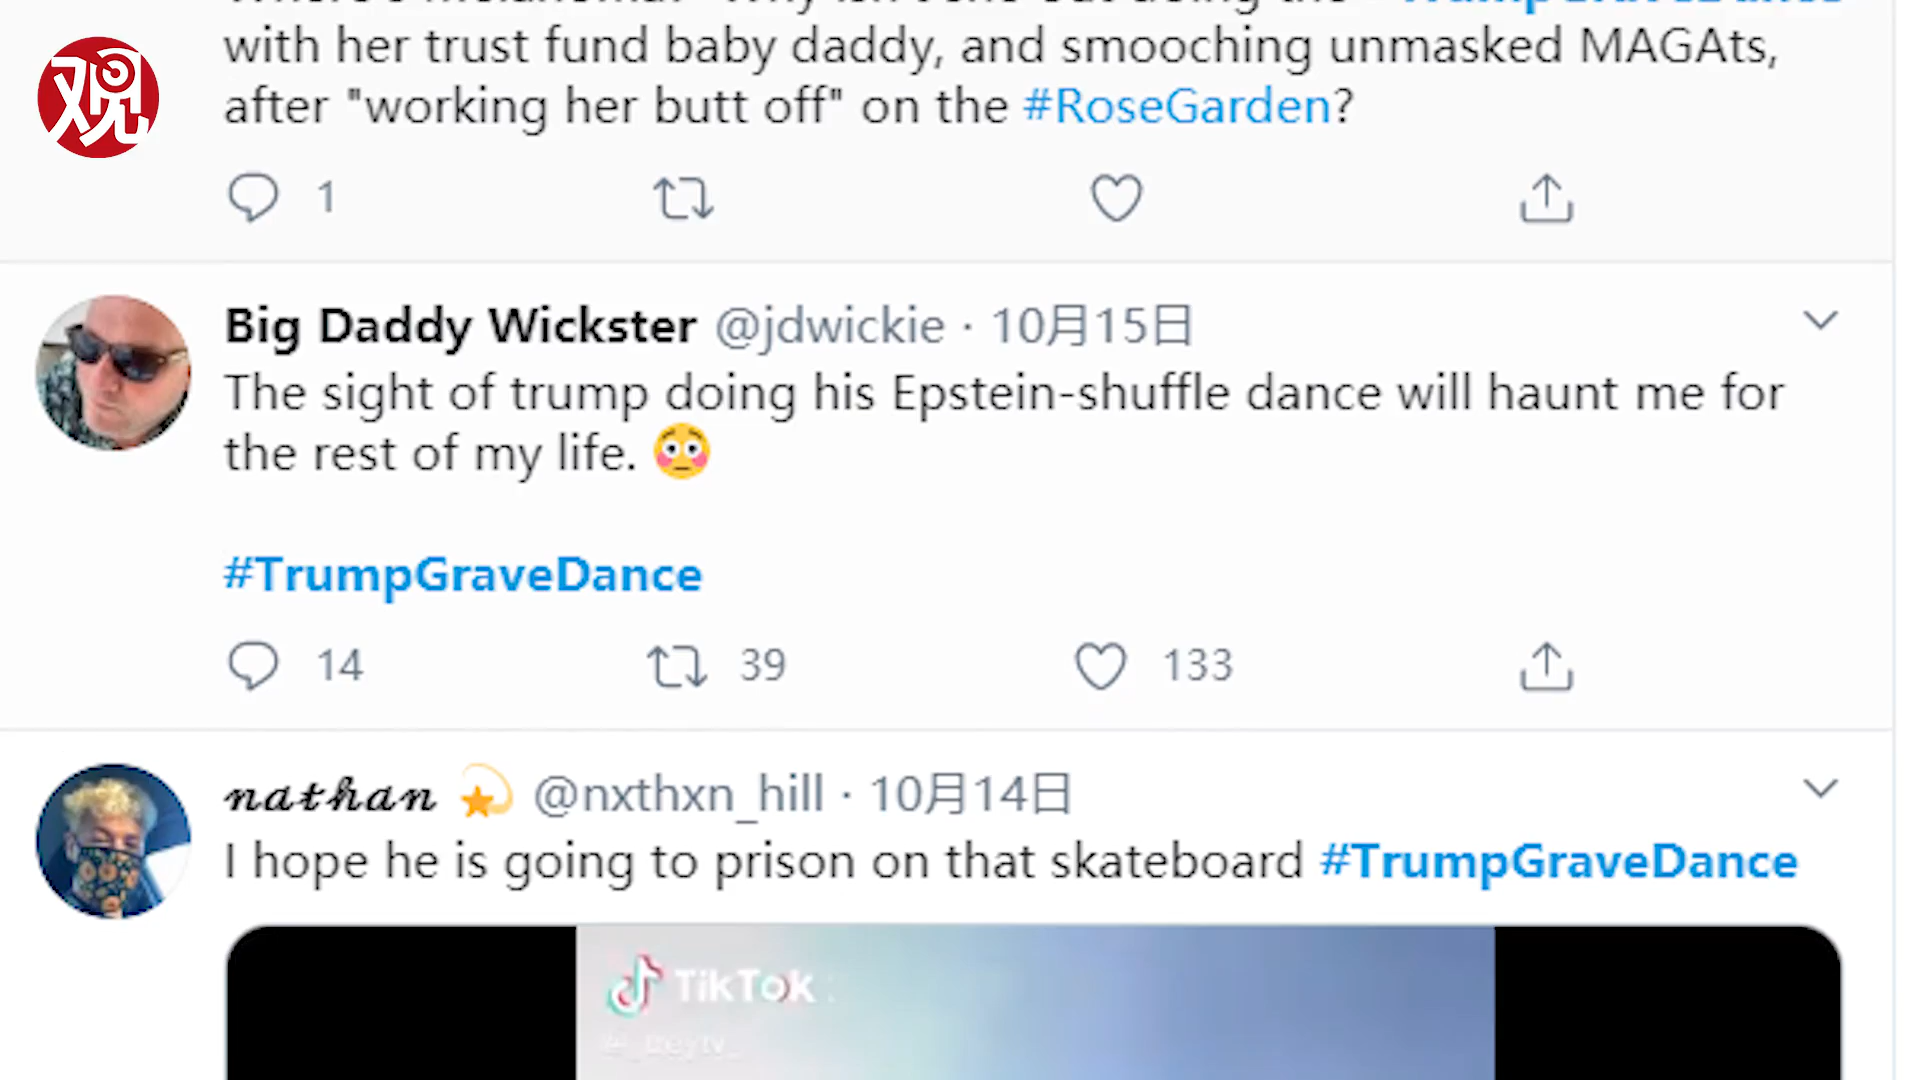 with her trust fund baby daddy, and smooching unmasked MAGAts,
after "working her butt off" on the #RoseGarden?
观
1
Big Daddy Wickster @jdwickie · 10月15日
The sight of trump doing his Epstein-shuffle dance will haunt me for
the rest of my life. 😳
#TrumpGraveDance
14 39 133
nathan 💫 @nxthxn_hill · 10月14日
I hope he is going to prison on that skateboard #TrumpGraveDance
TikTok